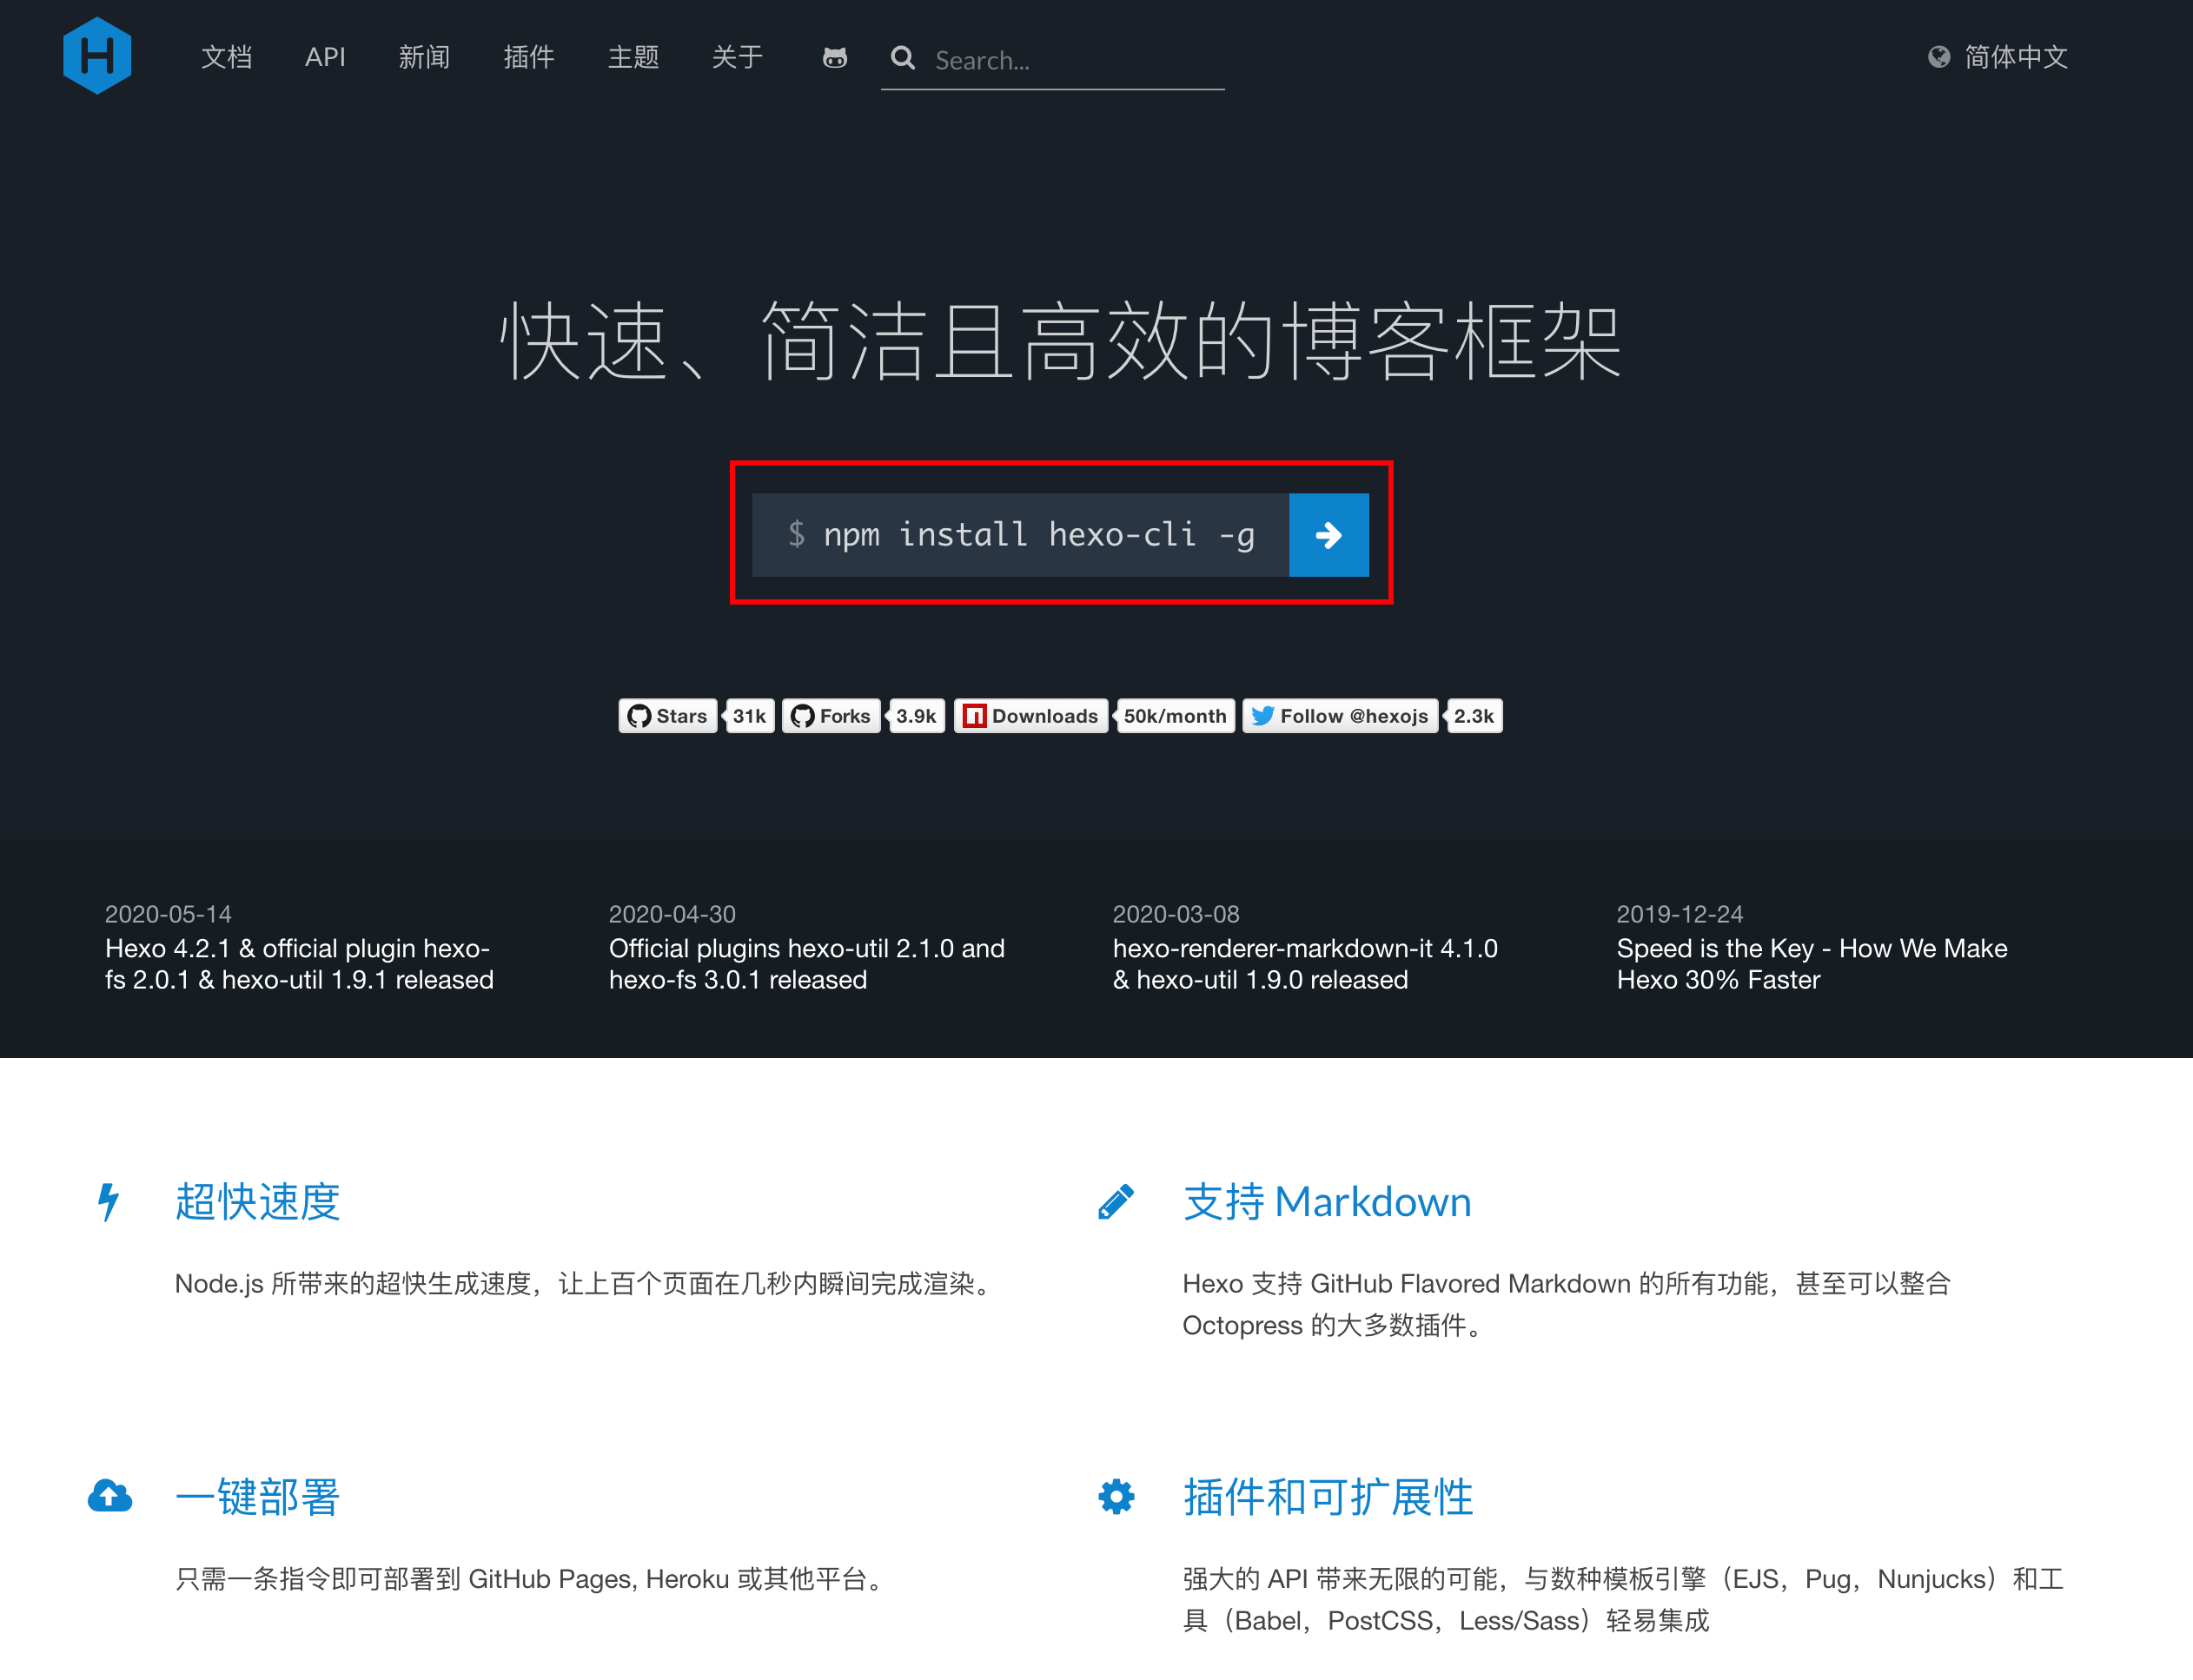 H
文档 API 新闻 插件 主题 关于 Search... 简体中文
快速、简洁且高效的博客框架
$ npm install hexo-cli -g
Stars 31k Forks 3.9k Downloads 50k/month Follow @hexojs 2.3k
2020-05-14
Hexo 4.2.1 & official plugin hexo-
fs 2.0.1 & hexo-util 1.9.1 released
2020-04-30
Official plugins hexo-util 2.1.0 and
hexo-fs 3.0.1 released
2020-03-08
hexo-renderer-markdown-it 4.1.0
& hexo-util 1.9.0 released
2019-12-24
Speed is the Key - How We Make
Hexo 30% Faster
超快速度
Node.js 所带来的超快生成速度，让上百个页面在几秒内瞬间完成渲染。
支持 Markdown
Hexo 支持 GitHub Flavored Markdown 的所有功能，甚至可以整合
Octopress 的大多数插件。
一键部署
只需一条指令即可部署到 GitHub Pages, Heroku 或其他平台。
插件和可扩展性
强大的 API 带来无限的可能，与数种模板引擎（EJS，Pug，Nunjucks）和工
具（Babel，PostCSS，Less/Sass）轻易集成